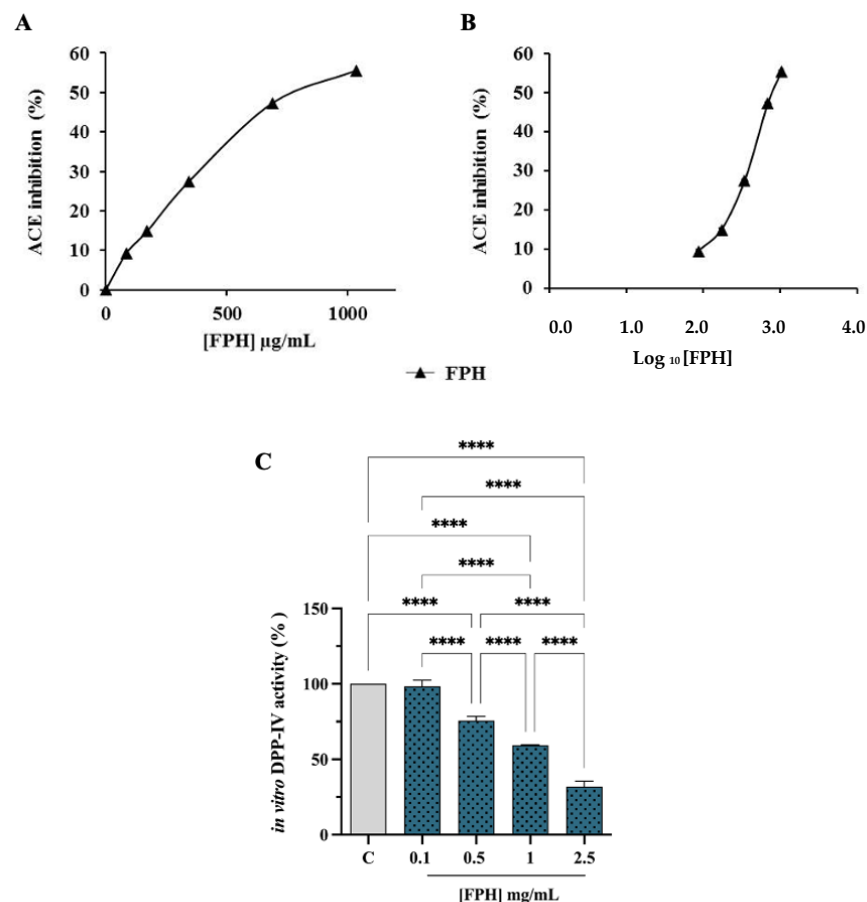 A
ACE inhibition (%)
60
50
40
30
20
10
0
0 500 1000
[FPH] µg/mL
B
ACE inhibition (%)
60
50
40
30
20
10
0
0.0 1.0 2.0 3.0 4.0
Log 10 [FPH]
FPH
C
****
****
****
****
**** ****
**** **** ****
in vitro DPP-IV activity (% )
150
100
50
0
C 0.1 0.5 1 2.5
[FPH] mg/mL